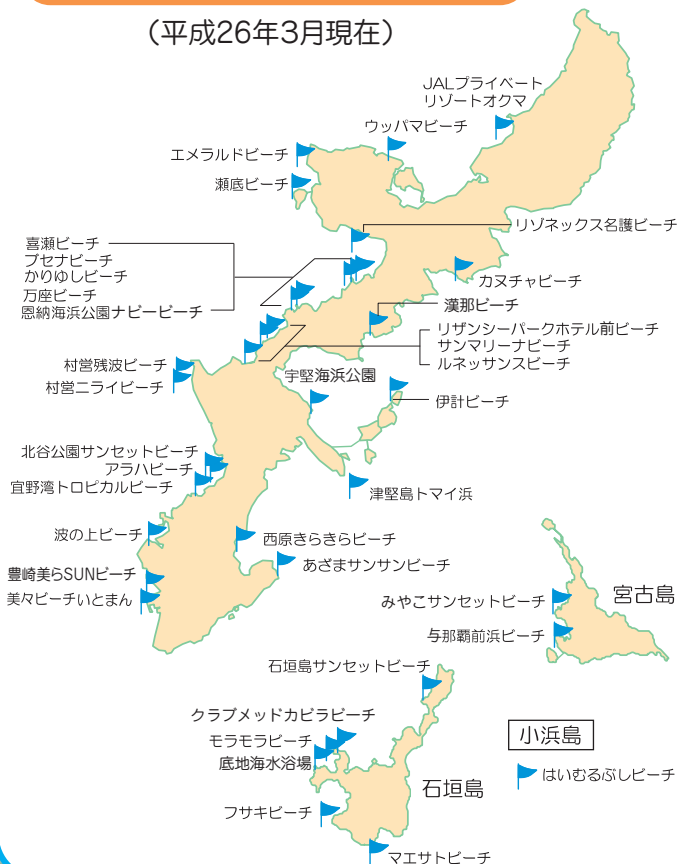 （平成26年3月現在）
JALプライベート
リゾートオクマ
ウッパマビーチ
エメラルドビーチ
瀬底ビーチ
リゾネックス名護ビーチ
喜瀬ビーチ
ブセナビーチ
かりゆしビーチ
万座ビーチ
恩納海浜公園ナビービーチ
カヌチャビーチ
漢那ビーチ
リザンシーパークホテル前ビーチ
サンマリーナビーチ
ルネッサンスビーチ
村営残波ビーチ
村営ニライビーチ
宇堅海浜公園
伊計ビーチ
北谷公園サンセットビーチ
アラハビーチ
宜野湾トロピカルビーチ
津堅島トマイ浜
波の上ビーチ
西原きらきらビーチ
あざまサンサンビーチ
豊崎美らSUNビーチ
美々ビーチいとまん
みやこサンセットビーチ
宮古島
与那覇前浜ビーチ
石垣島サンセットビーチ
クラブメッドカビラビーチ
モラモラビーチ
底地海水浴場
小浜島
はいむるぶしビーチ
石垣島
フサキビーチ
マエサトビーチ